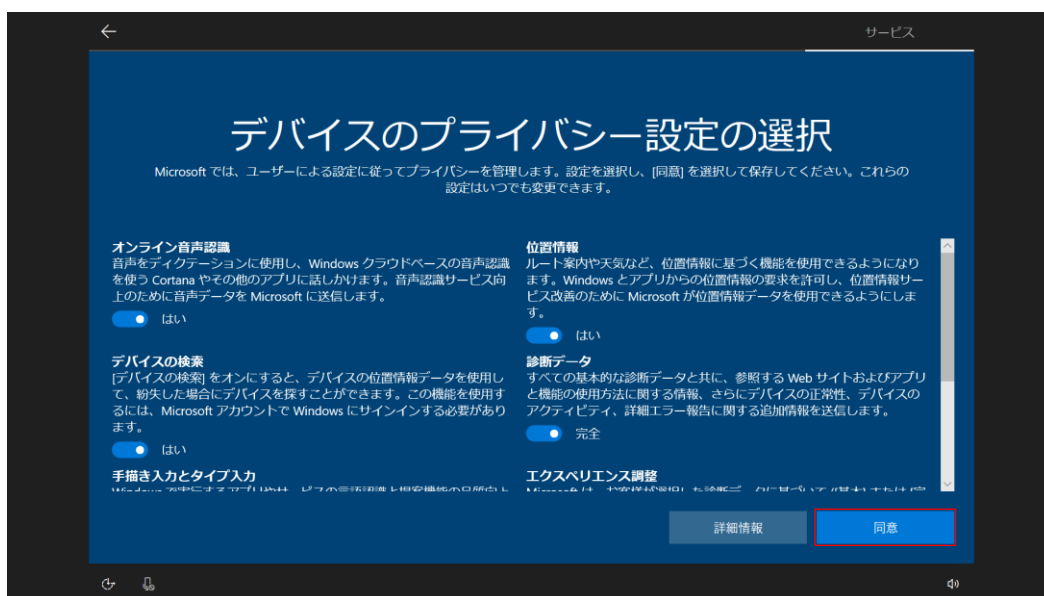 サービス
デバイスのプライバシー設定の選択
Microsoft では、ユーザーによる設定に従ってプライバシーを管理します。設定を選択し、[同意] を選択して保存してください。これらの
設定はいつでも変更できます。
オンライン音声認識
音声をディクテーションに使用し、Windows クラウドベースの音声認識
を使う Cortana やその他のアプリに話しかけます。音声認識サービス向
上のために音声データを Microsoft に送信します。
はい
デバイスの検索
[デバイスの検索] をオンにすると、デバイスの位置情報データを使用し
て、紛失した場合にデバイスを探すことができます。この機能を使用す
るには、Microsoft アカウントで Windows にサインインする必要があり
ます。
はい
手描き入力とタイプ入力
位置情報
ルート案内や天気など、位置情報に基づく機能を使用できるようになり
ます。Windows とアプリからの位置情報の要求を許可し、位置情報サー
ビス改善のために Microsoft が位置情報データを使用できるようにしま
す。
はい
診断データ
すべての基本的な診断データと共に、参照する Web サイトおよびアプリ
と機能の使用方法に関する情報、さらにデバイスの正常性、デバイスの
アクティビティ、詳細エラー報告に関する追加情報を送信します。
完全
エクスペリエンス調整
詳細情報
同意